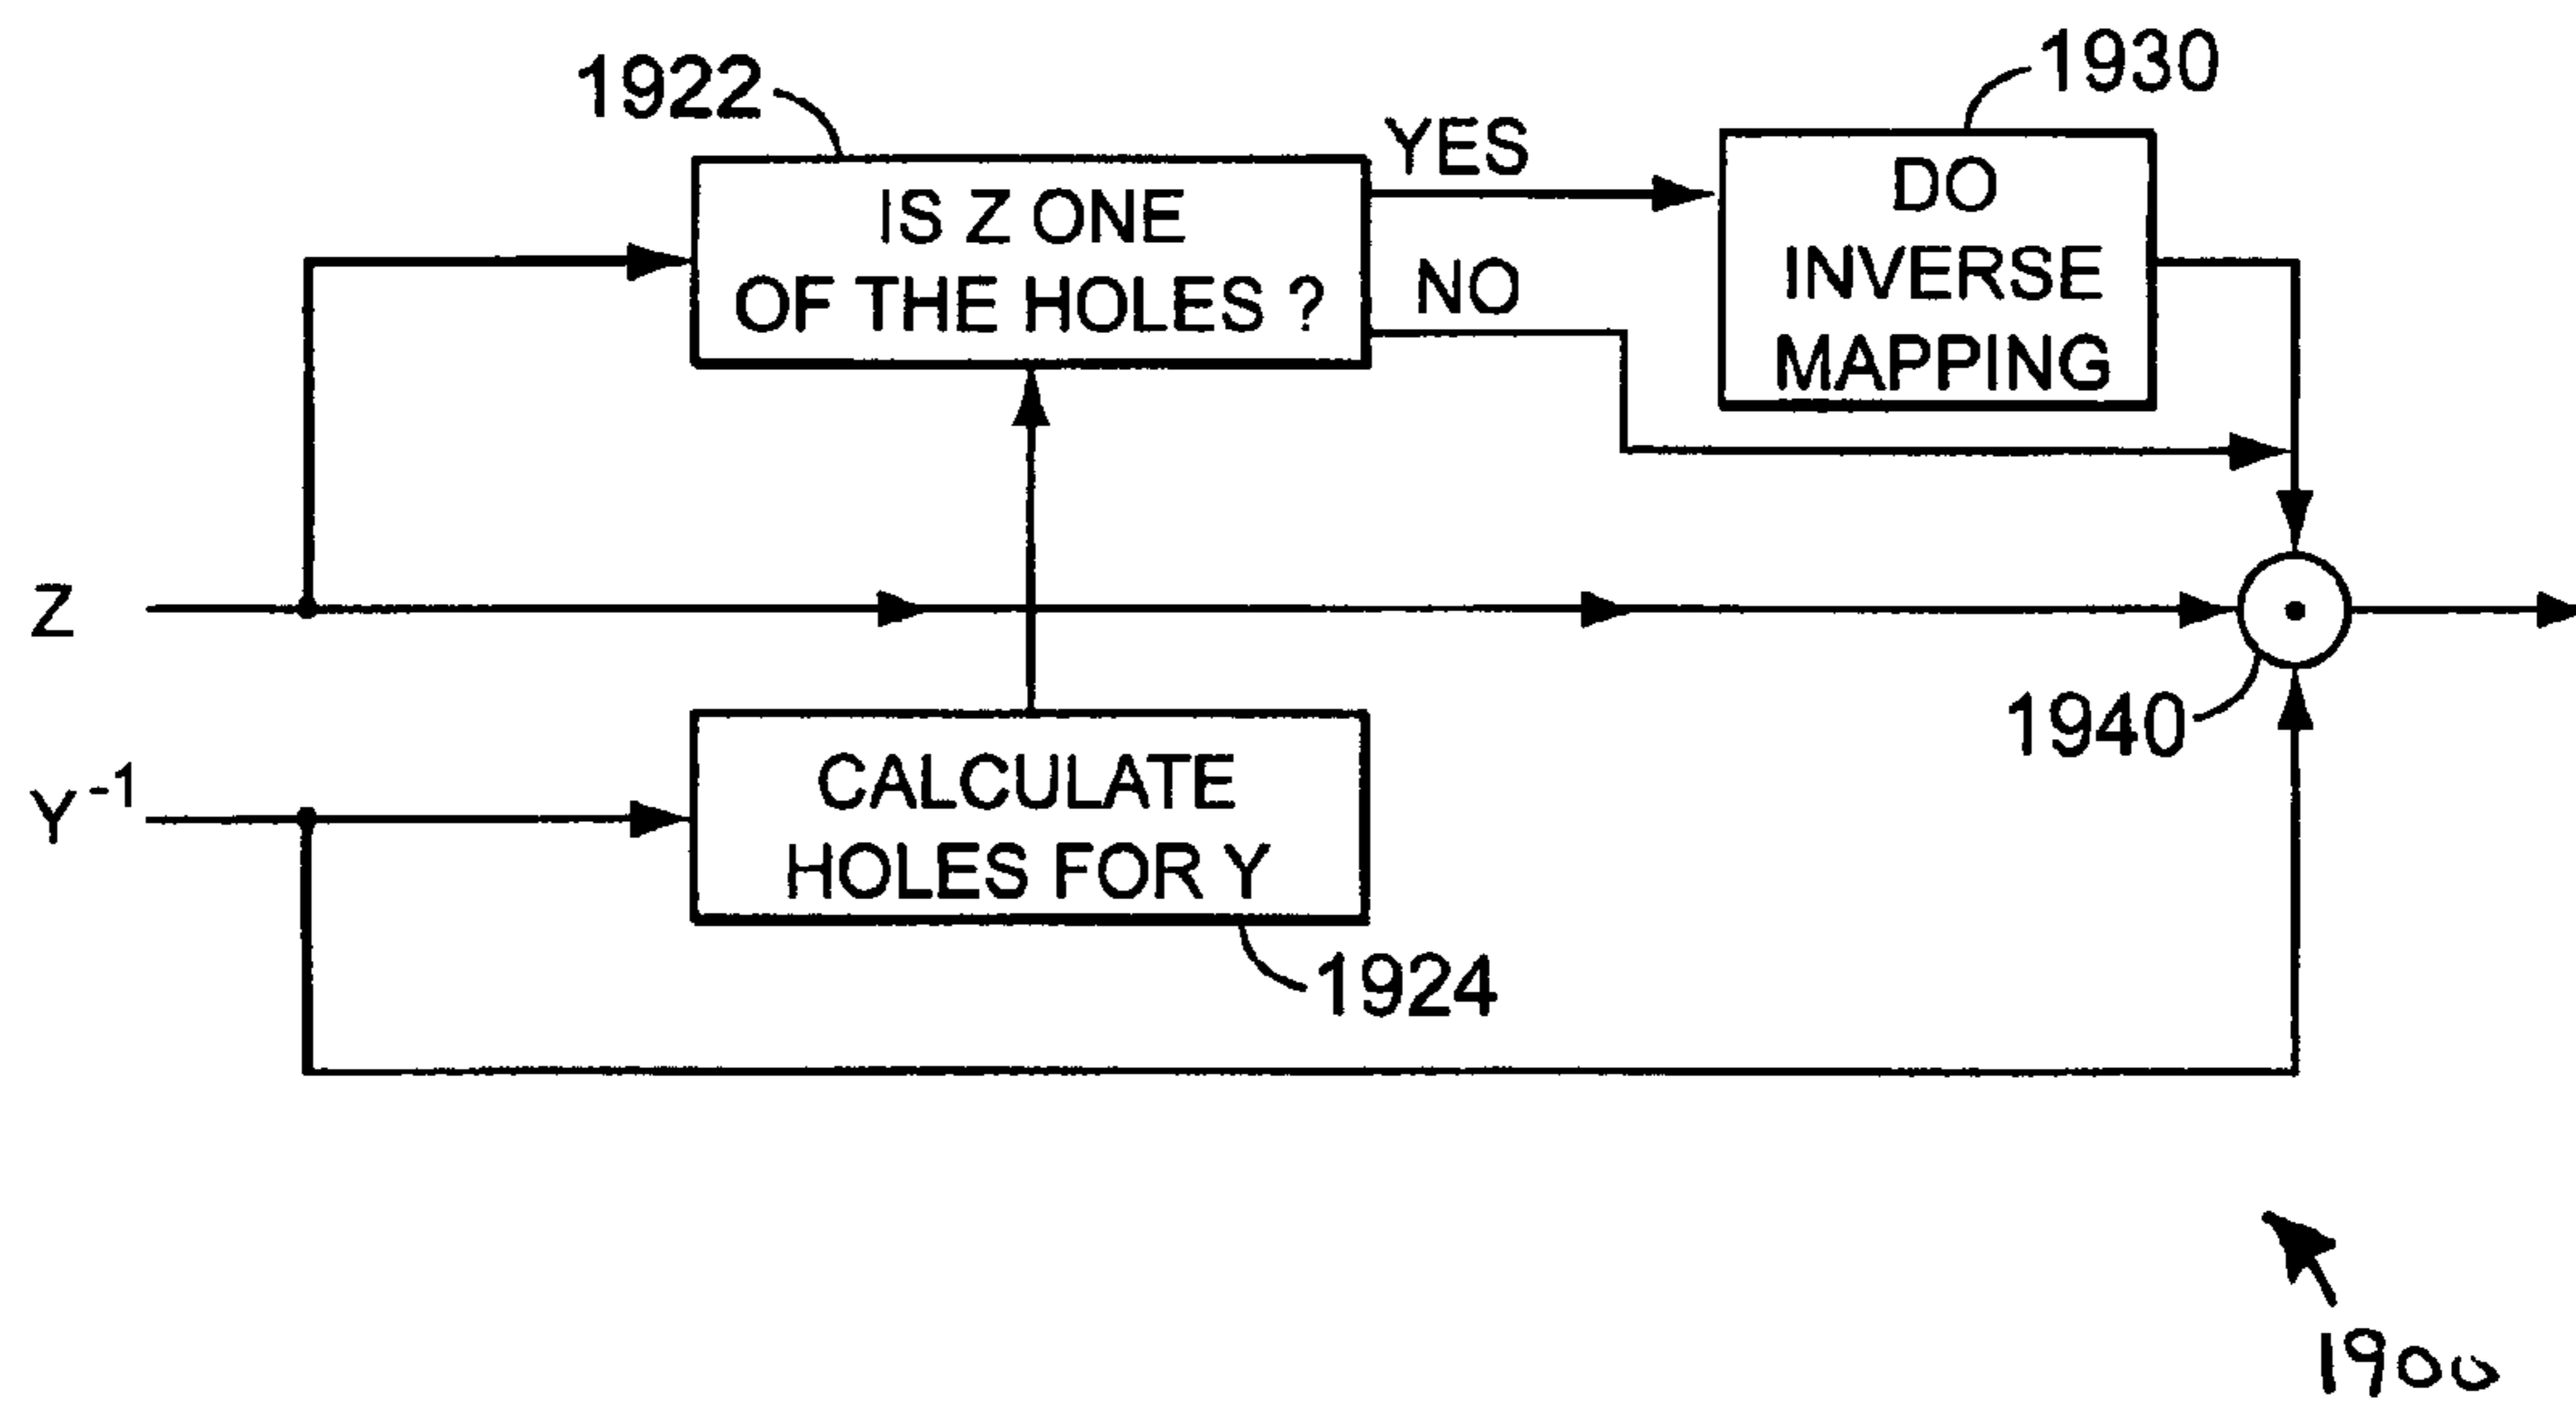 1922
1930
YES
IS Z ONE
OF THE HOLES ?
NO
DO
INVERSE
MAPPING
Z
1940
Y⁻¹
CALCULATE
HOLES FOR Y
1924
1900